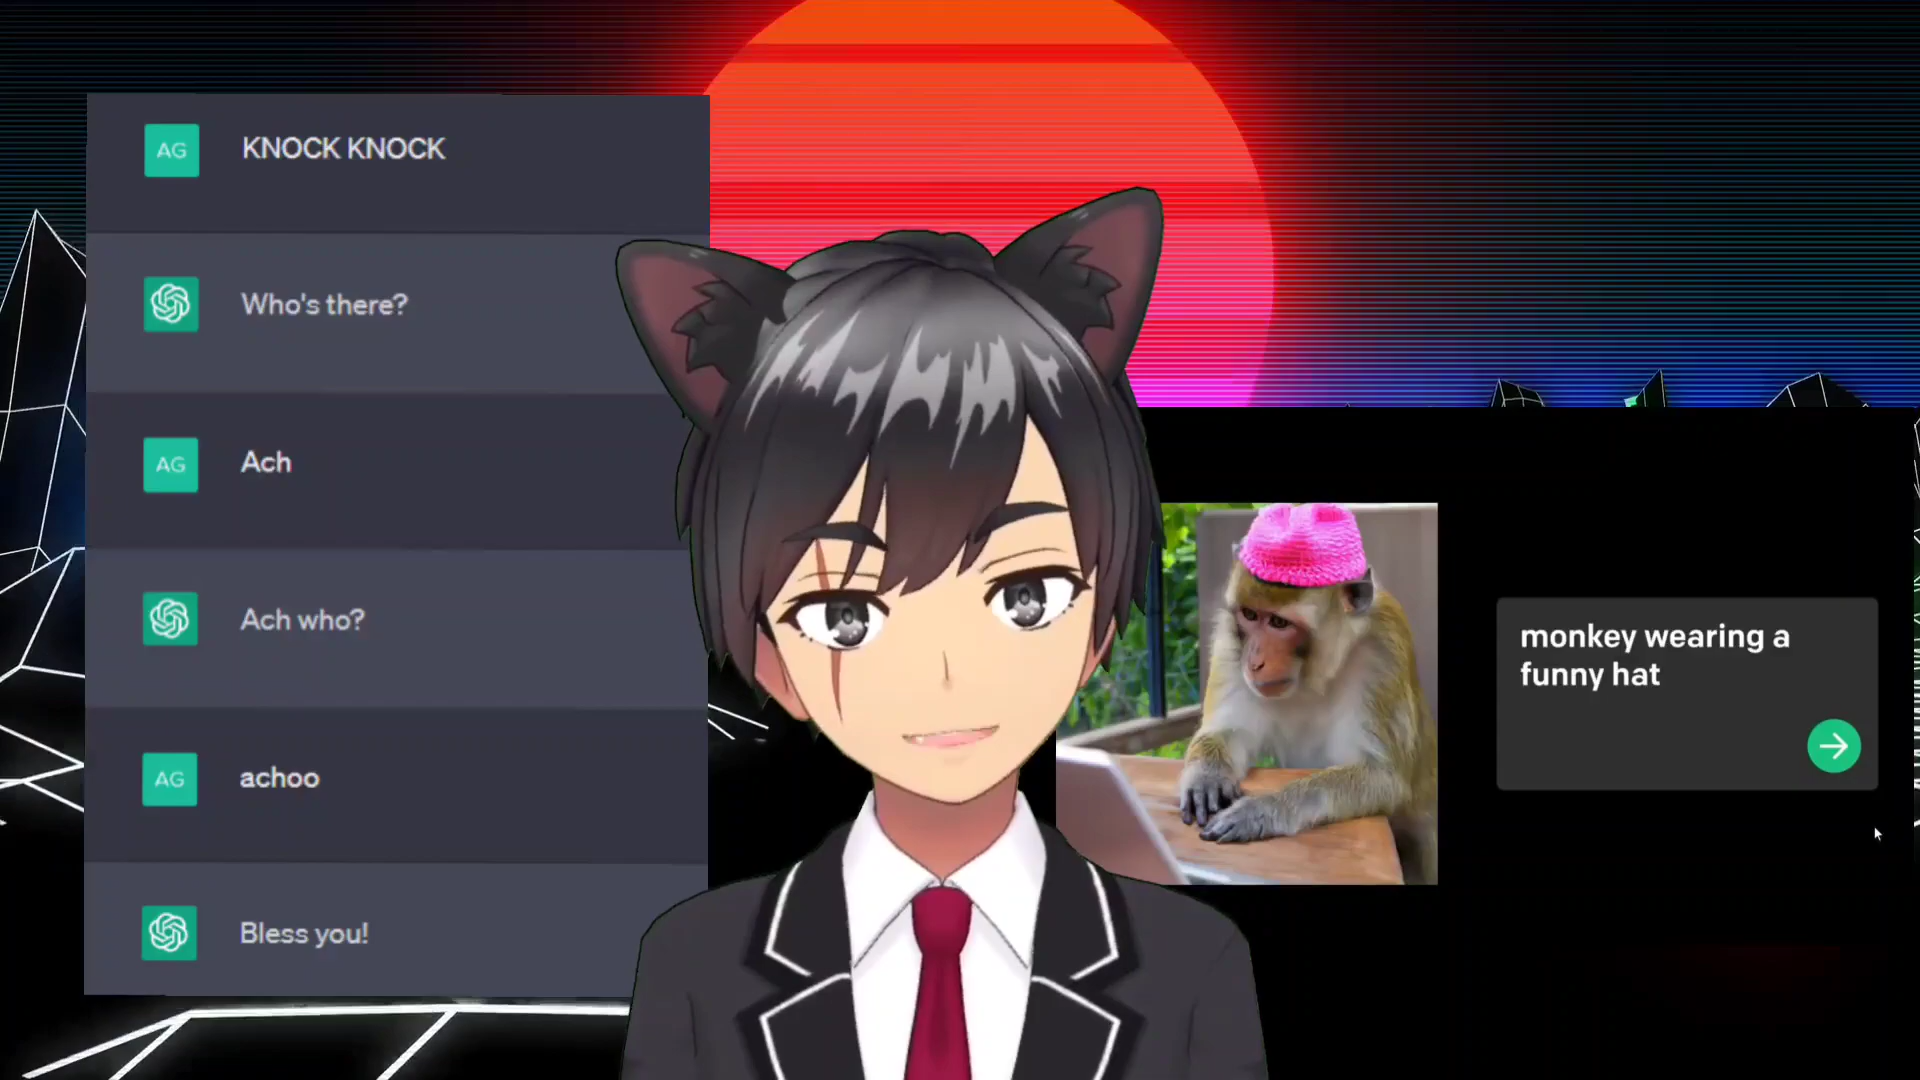 AG
KNOCK KNOCK
Who's there?
AG
Ach
Ach who?
AG
achoo
Bless you!
monkey wearing a
funny hat